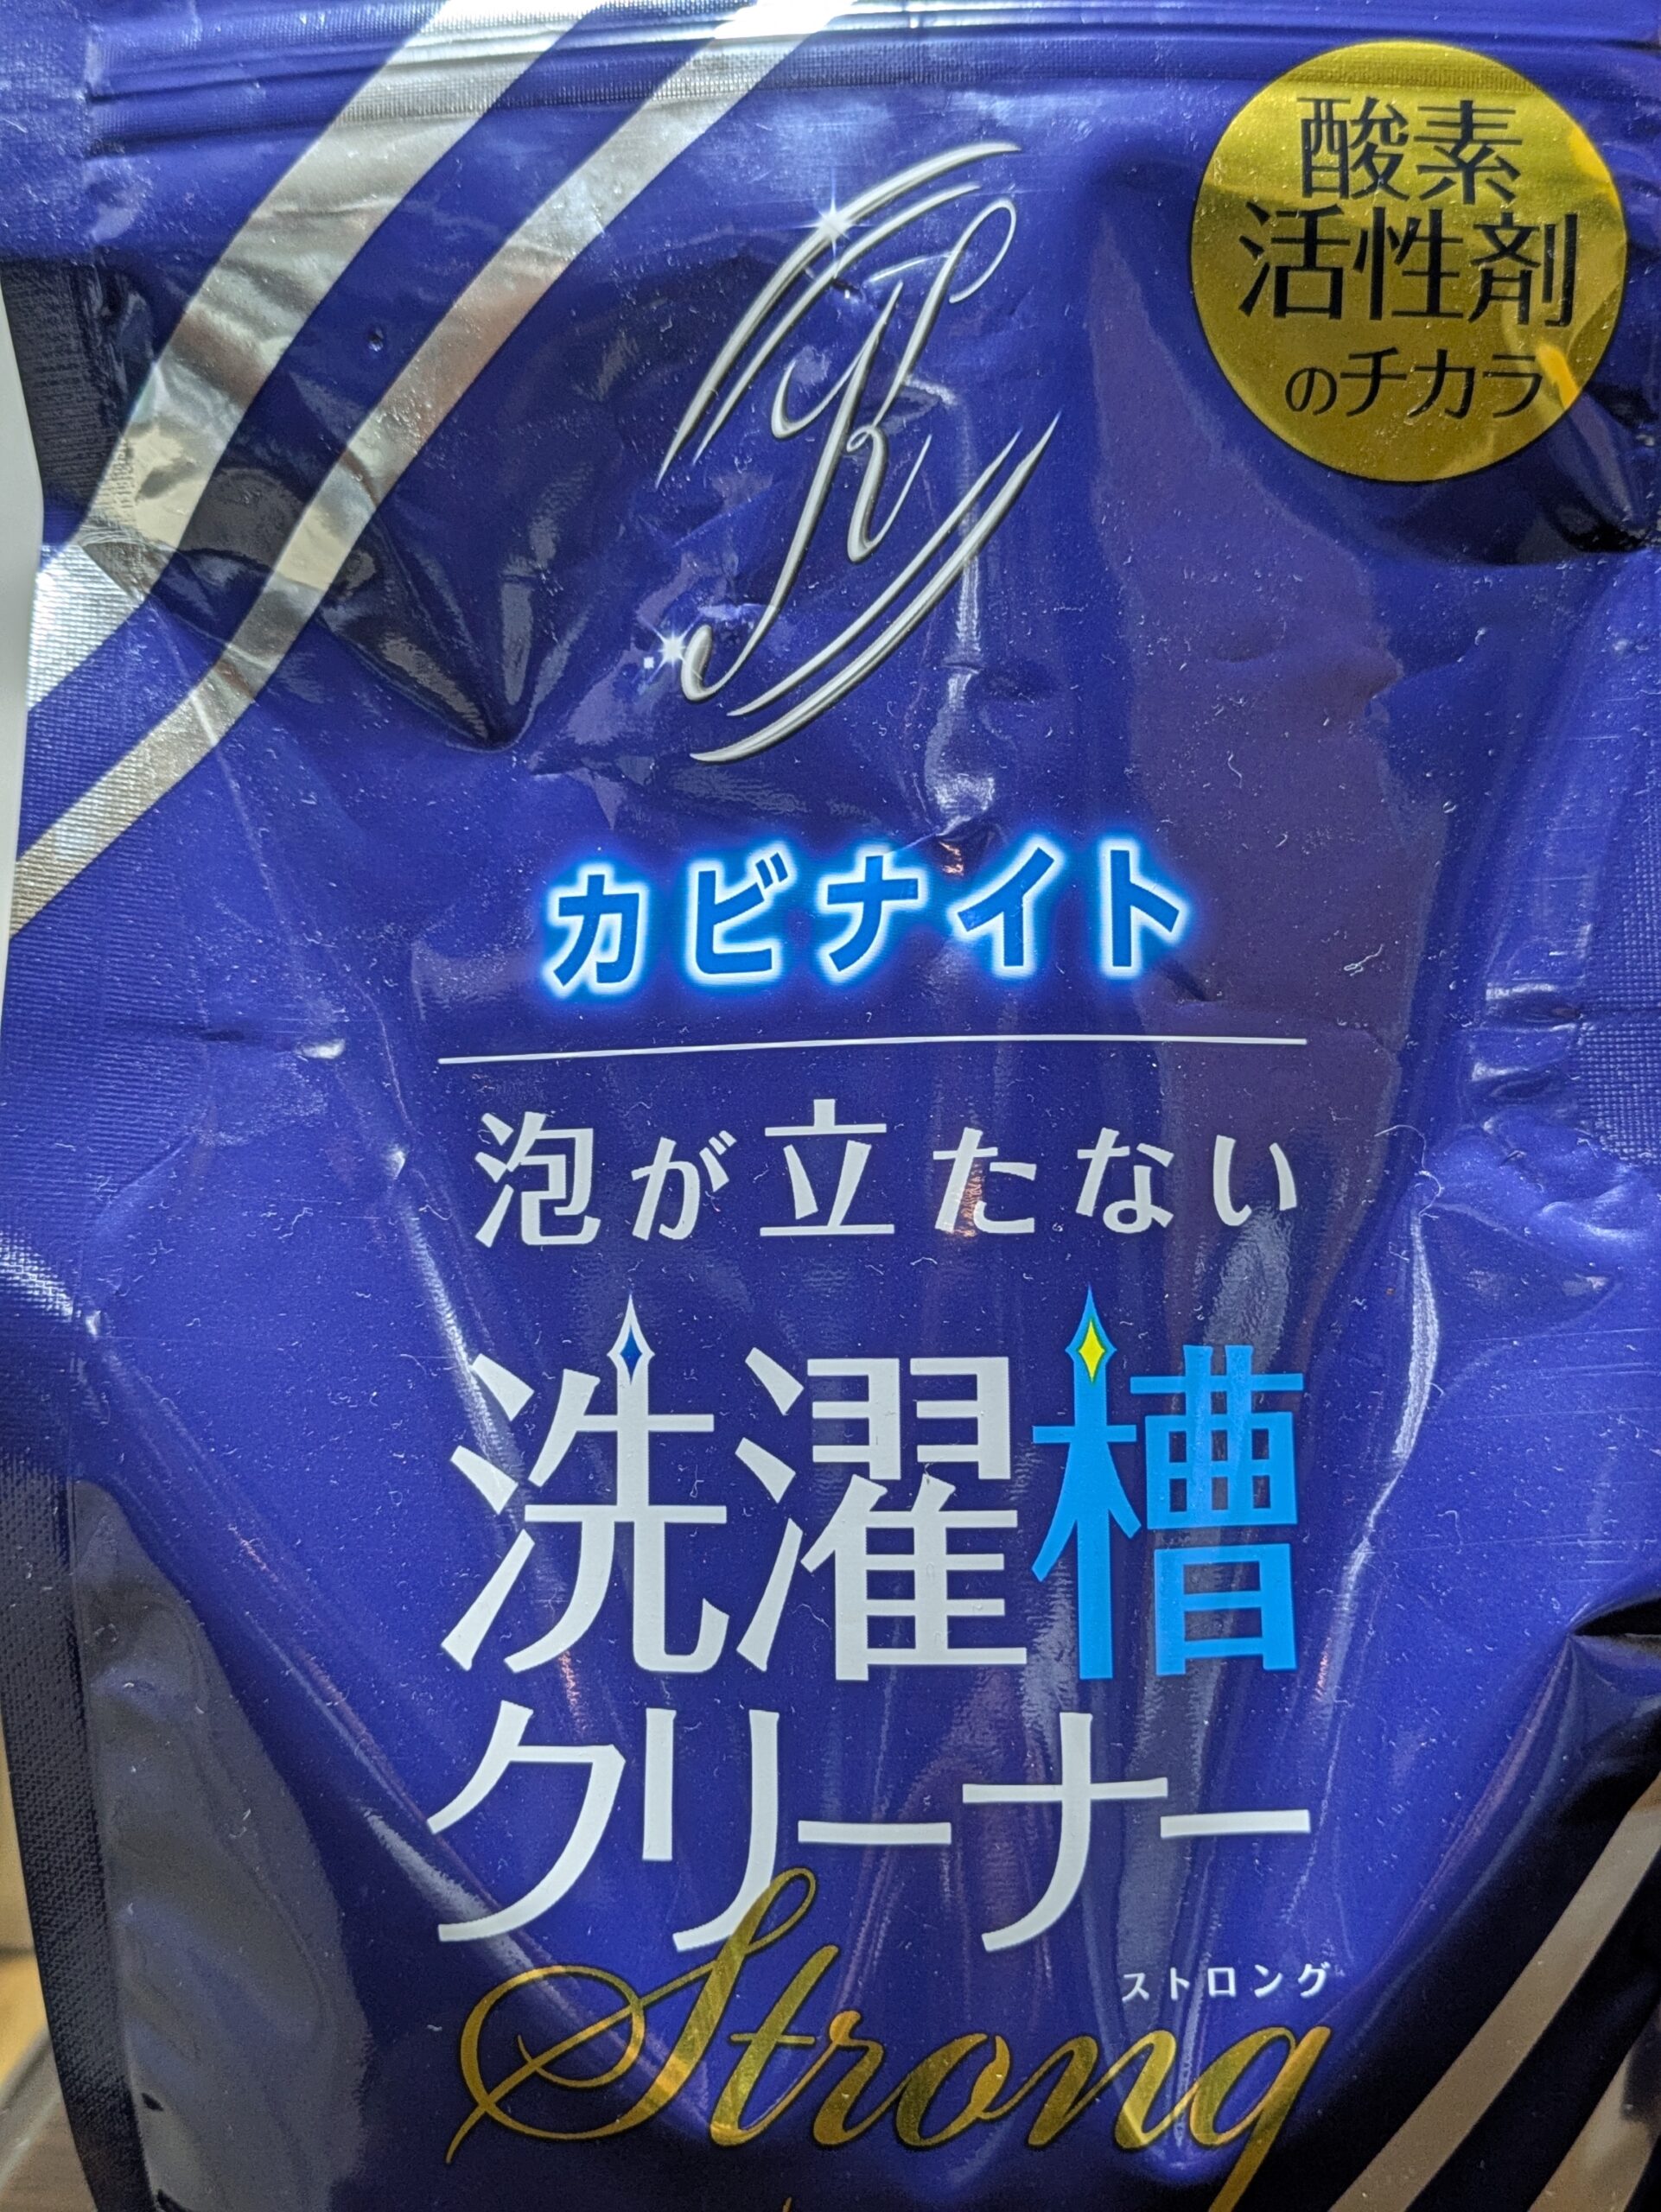 酸素
活性剤
のチカラ
K
カビナイト
泡が立たない
洗濯槽
クリーナー
ストロング
Strong